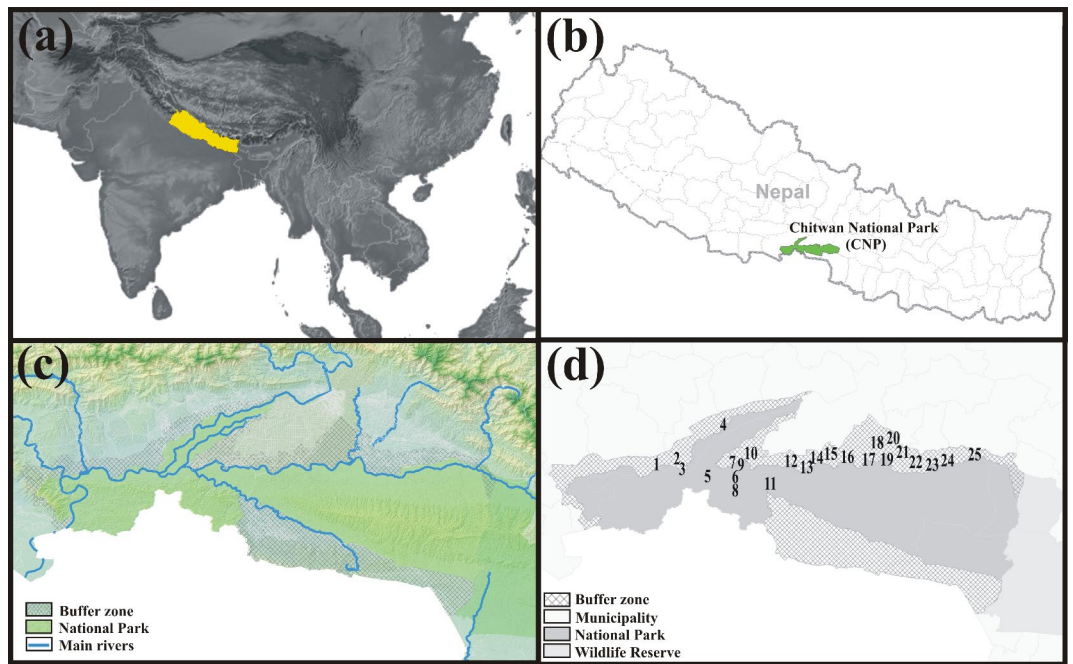 (a)
(b)
Nepal
Chitwan National Park
(CNP)
(c)
Buffer zone
National Park
Main rivers
(d)
4
18 20
1 2 3 5 7 9 10 12 13 14 15 16 17 19 21 22 23 24 25
6
8 11
Buffer zone
Municipality
National Park
Wildlife Reserve